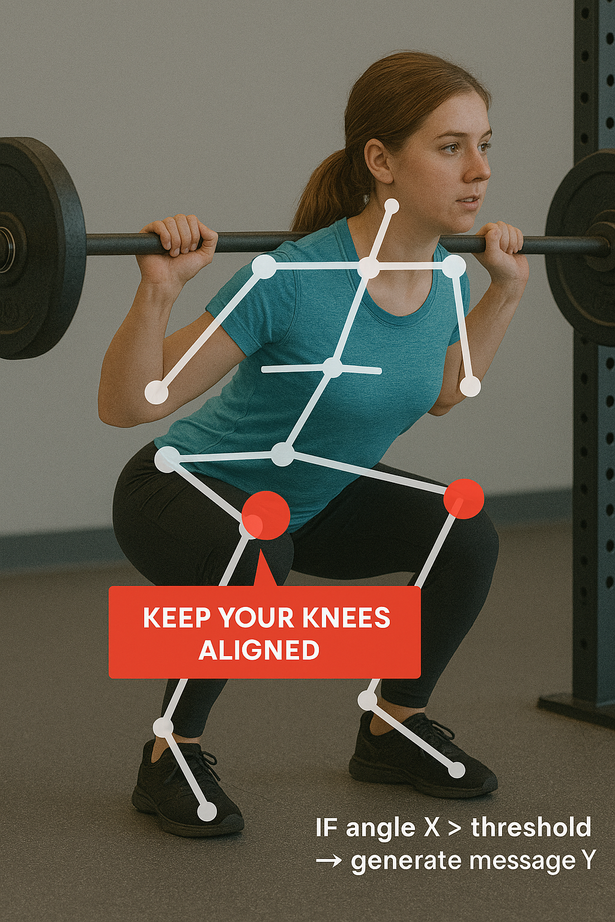 KEEP YOUR KNEES
ALIGNED
IF angle X > threshold
→ generate message Y